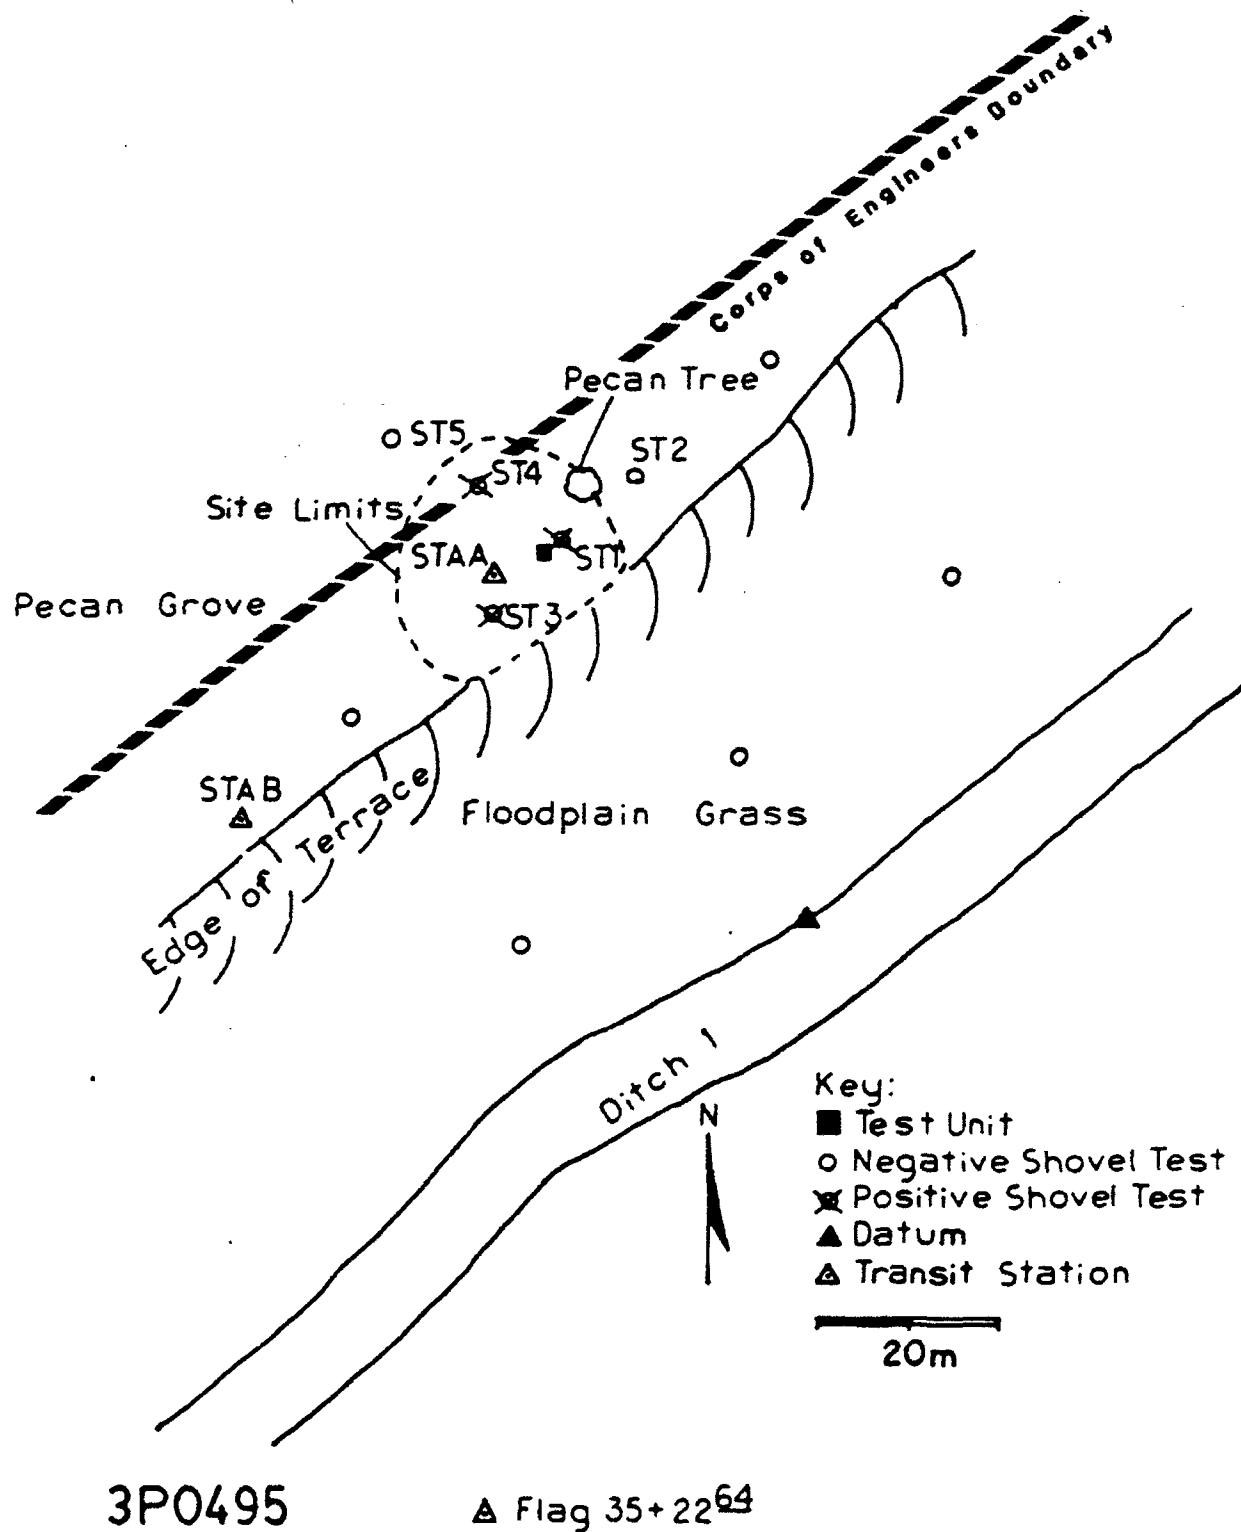 Corps of Engineers Boundary
Pecan Tree
ST5
ST2
ST4
Site Limits
STAA
ST1
Pecan Grove
ST3
STAB
Edge of Terrace
Floodplain Grass
Ditch 1
N
Key:
Test Unit
Negative Shovel Test
Positive Shovel Test
Datum
Transit Station
20m
3PO495
Flag 35+22 64